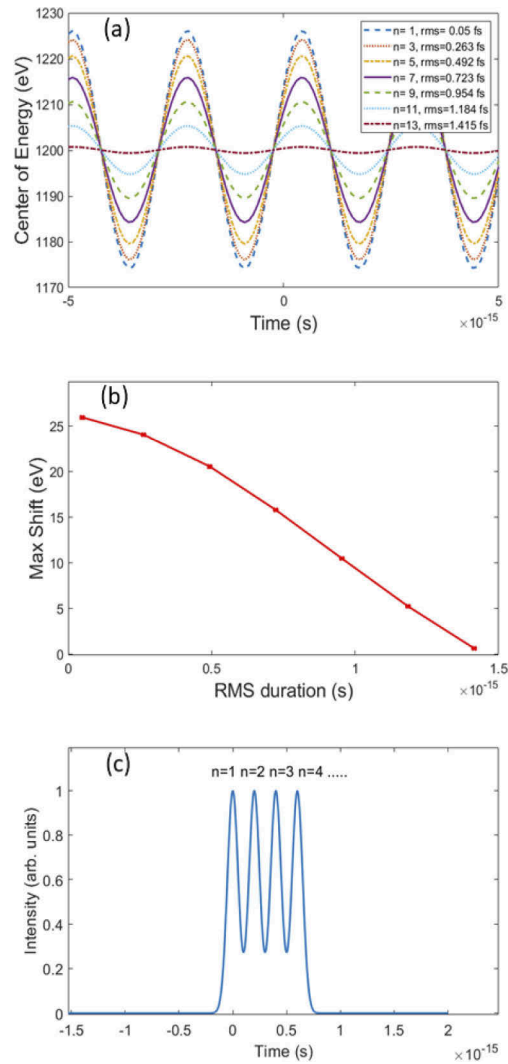 (a)
1230
1220
1210
1200
1190
1180
1170
Center of Energy (eV)
n= 1, rms= 0.05 fs
n= 3, rms=0.263 fs
n= 5, rms=0.492 fs
n= 7, rms=0.723 fs
n= 9, rms=0.954 fs
n=11, rms=1.184 fs
n=13, rms=1.415 fs
-5 0 5
Time (s)
×10-15
(b)
25
20
15
10
5
0
Max Shift (eV)
0 0.5 1 1.5
RMS duration (s)
×10-15
(c)
n=1 n=2 n=3 n=4 .....
1
0.8
0.6
0.4
0.2
0
Intensity (arb. units)
-1.5 -1 -0.5 0 0.5 1 1.5 2
Time (s)
×10-15